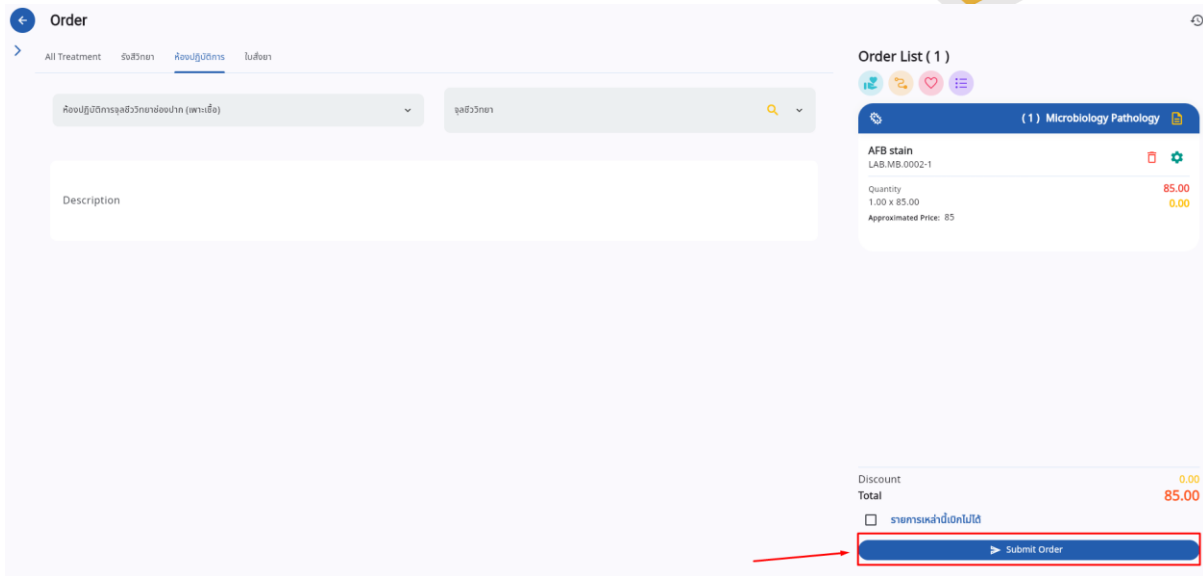 Order
All Treatment รังสีวิทยา ห้องปฏิบัติการ ใบสั่งยา
ห้องปฏิบัติการจุลชีววิทยาช่องปาก (เพาะเชื้อ)
จุลชีววิทยา
Description
Order List ( 1 )
( 1 ) Microbiology Pathology
AFB stain
LAB.MB.0002-1
Quantity 85.00
1.00 x 85.00 0.00
Approximated Price: 85
Discount 0.00
Total 85.00
รายการเหล่านี้เบิกไม่ได้
Submit Order